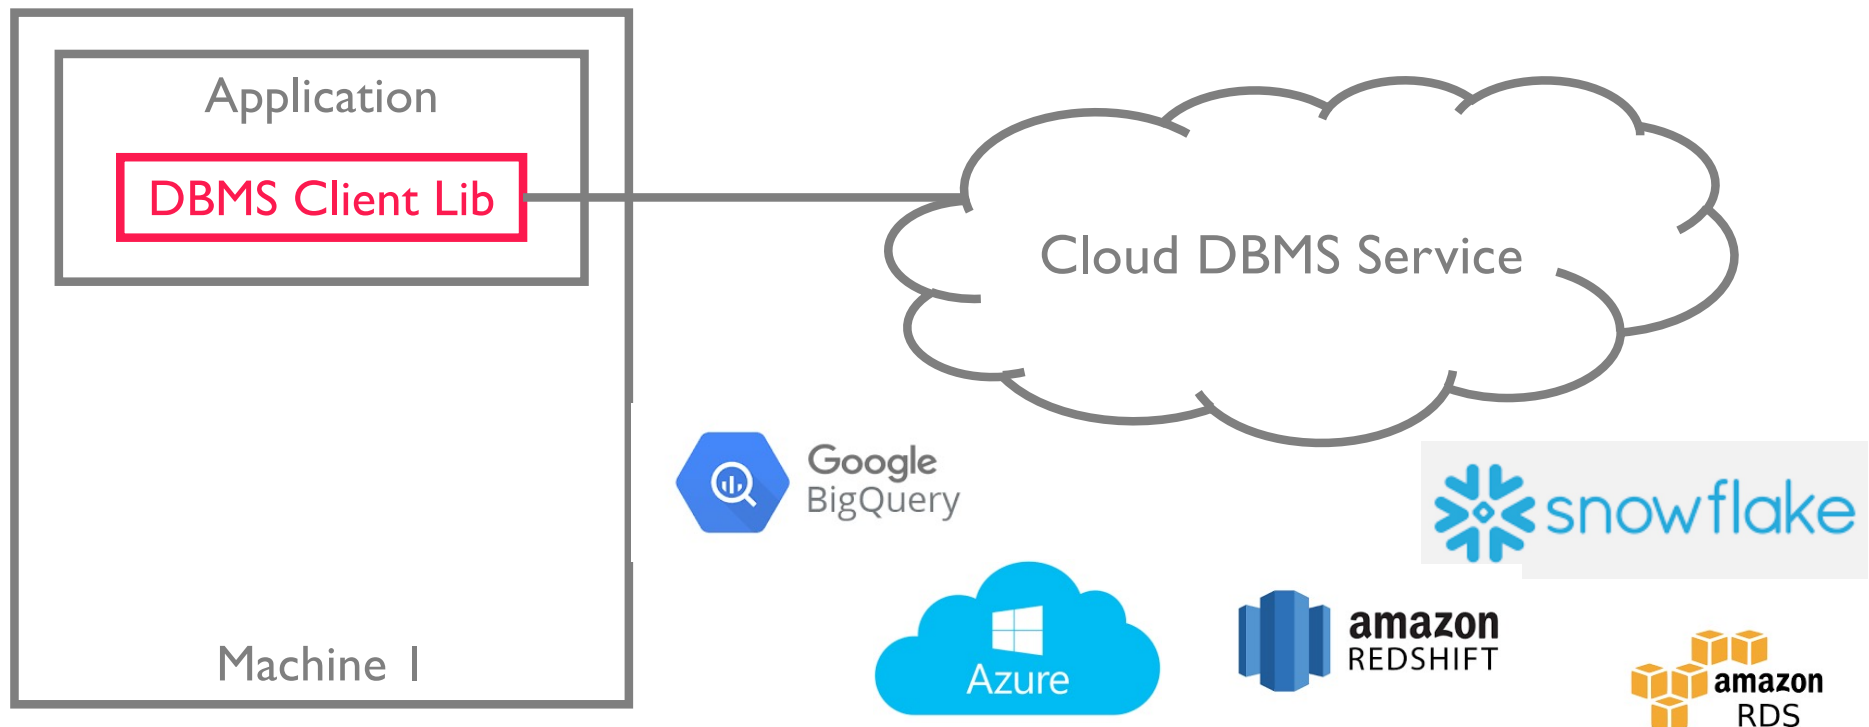 Application
DBMS Client Lib
Cloud DBMS Service
Google
BigQuery
snowflake
Azure
amazon
REDSHIFT
Machine 1
amazon
RDS